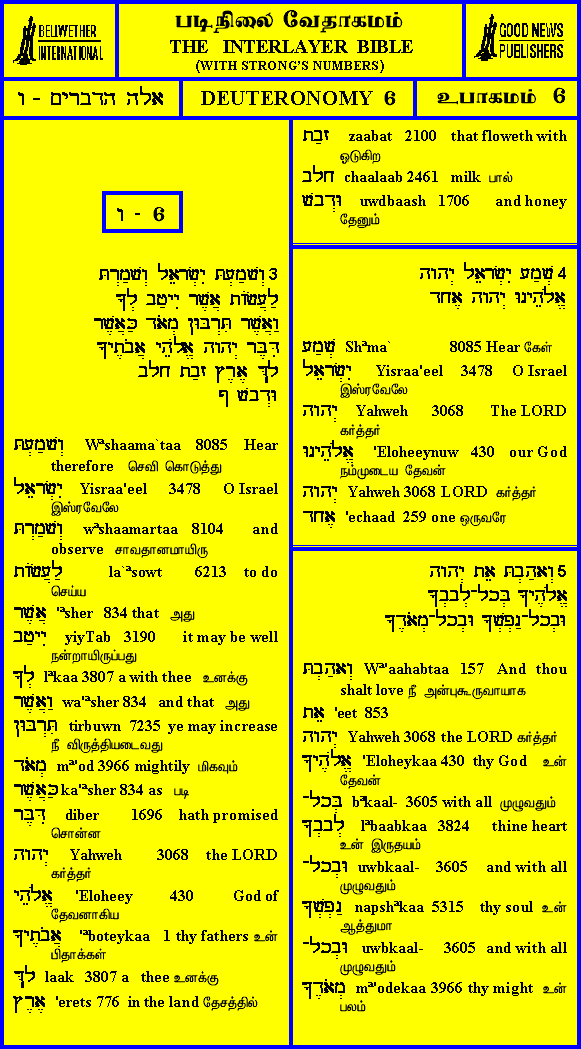 BELLWETHER
INTERNATIONAL
படிநிலை வேதாகமம்
THE INTERLAYER BIBLE
(WITH STRONG'S NUMBERS)
GOOD NEWS
PUBLISHERS
אלה הדברים - ו
DEUTERONOMY 6
உபாகமம் 6
ו - 6
3 וְשָׁמַעְתָּ יִשְׂרָאֵל וְשָׁמַרְתָּ
לַעֲשׂוֹת אֲשֶׁר יִיטַב לְךָ
וַאֲשֶׁר תִּרְבּוּן מְאֹד כַּאֲשֶׁר
דִּבֶּר יְהוָה אֱלֹהֵי אֲבֹתֶיךָ
לָךְ אֶרֶץ זָבַת חָלָב
וּדְבָשׁ ף
וְשָׁמַעְתָּ Wªshaama`taa 8085 Hear
therefore செவி கொடுத்து
יִשְׂרָאֵל Yisraa'eel 3478 O Israel
இஸ்ரவேலே
וְשָׁמַרְתָּ wªshaamartaa 8104 and
observe சாவதானமாயிரு
לַעֲשׂוֹת la`ªsowt 6213 to do
செய்ய
אֲשֶׁר 'ªsher 834 that அது
יִיטַב yiyTab 3190 it may be well
நன்றாயிருப்பது
לְךָ lªkaa 3807 a with thee உனக்கு
וַאֲשֶׁר wa'ªsher 834 and that அது
תִּרְבּוּן tirbuwn 7235 ye may increase
நீ விருத்தியடைவது
מְאֹד mª'od 3966 mightily மிகவும்
כַּאֲשֶׁר ka'ªsher 834 as படி
דִּבֶּר diber 1696 hath promised
சொன்ன
יְהוָה Yahweh 3068 the LORD
கர்த்தர்
אֱלֹהֵי 'Eloheey 430 God of
தேவனாகிய
אֲבֹתֶיךָ 'ªboteykaa 1 thy fathers உன்
பிதாக்கள்
לָךְ laak 3807 a thee உனக்கு
אֶרֶץ 'erets 776 in the land தேசத்தில்
זָבַת zaabat 2100 that floweth with
ஓடுகிற
חָלָב chaalaab 2461 milk பால்
וּדְבָשׁ uwdbaash 1706 and honey
தேனும்
4 שְׁמַע יִשְׂרָאֵל יְהוָה
אֱלֹהֵינוּ יְהוָה אֶחָד
שְׁמַע Shªma` 8085 Hear கேள்
יִשְׂרָאֵל Yisraa'eel 3478 O Israel
இஸ்ரவேலே
יְהוָה Yahweh 3068 The LORD
கர்த்தர்
אֱלֹהֵינוּ 'Eloheeynuw 430 our God
நம்முடைய தேவன்
יְהוָה Yahweh 3068 LORD கர்த்தர்
אֶחָד 'echaad 259 one ஒருவரே
5 וְאָהַבְתָּ אֵת יְהוָה
אֱלֹהֶיךָ בְּכָל־לְבָבְךָ
וּבְכָל־נַפְשְׁךָ וּבְכָל־מְאֹדֶךָ
וְאָהַבְתָּ Wª'aahabtaa 157 And thou
shalt love நீ அன்புகூருவாயாக
אֵת 'eet 853
יְהוָה Yahweh 3068 the LORD கர்த்தர்
אֱלֹהֶיךָ 'Eloheykaa 430 thy God உன்
தேவன்
בְּכָל־ bªkaal- 3605 with all முழுவதும்
לְבָבְךָ lªbaabkaa 3824 thine heart
உன் இருதயம்
וּבְכָל־ uwbkaal- 3605 and with all
முழுவதும்
נַפְשְׁךָ napshªkaa 5315 thy soul உன்
ஆத்துமா
וּבְכָל־ uwbkaal- 3605 and with all
முழுவதும்
מְאֹדֶךָ mª'odekaa 3966 thy might உன்
பலம்